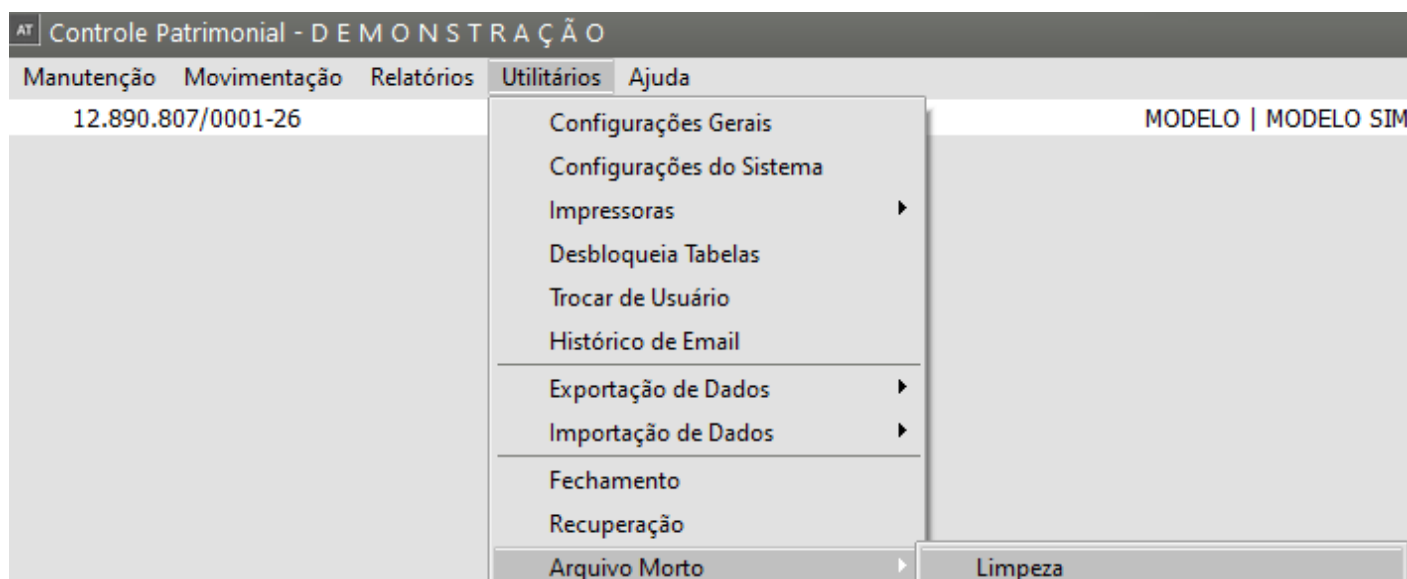 AT Controle Patrimonial - D E M O N S T R A Ç Ã O
Manutenção Movimentação Relatórios Utilitários Ajuda
12.890.807/0001-26 MODELO | MODELO SIM
Configurações Gerais
Configurações do Sistema
Impressoras
Desbloqueia Tabelas
Trocar de Usuário
Histórico de Email
Exportação de Dados
Importação de Dados
Fechamento
Recuperação
Arquivo Morto Limpeza